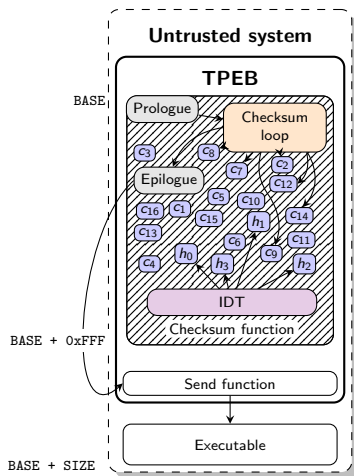 Untrusted system
TPEB
BASE
Prologue
Checksum
loop
c3
c8
c7
c2
c12
Epilogue
c16
c1
c5
c15
c10
h1
c14
c13
c6
c9
c11
c4
h0
h3
h2
IDT
Checksum function
BASE + 0xFFF
Send function
Executable
BASE + SIZE